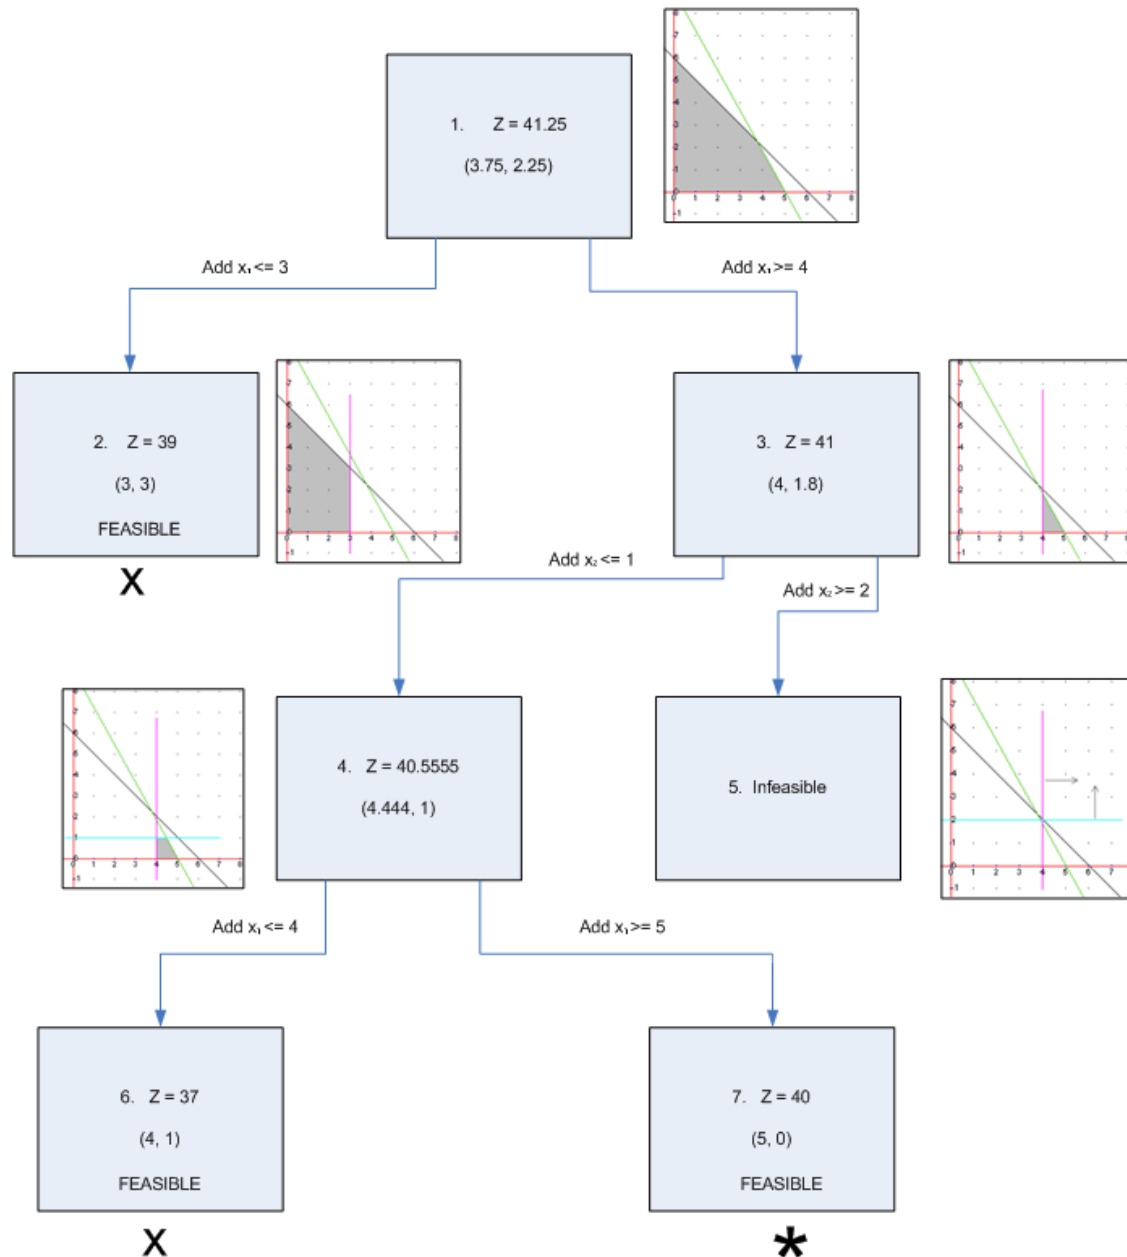 1. Z = 41.25
(3.75, 2.25)
Add x₁ <= 3
Add x₁ >= 4
2. Z = 39
(3, 3)
FEASIBLE
X
3. Z = 41
(4, 1.8)
Add x₂ <= 1
Add x₂ >= 2
4. Z = 40.5555
(4.444, 1)
5. Infeasible
Add x₁ <= 4
Add x₁ >= 5
6. Z = 37
(4, 1)
FEASIBLE
X
7. Z = 40
(5, 0)
FEASIBLE
*